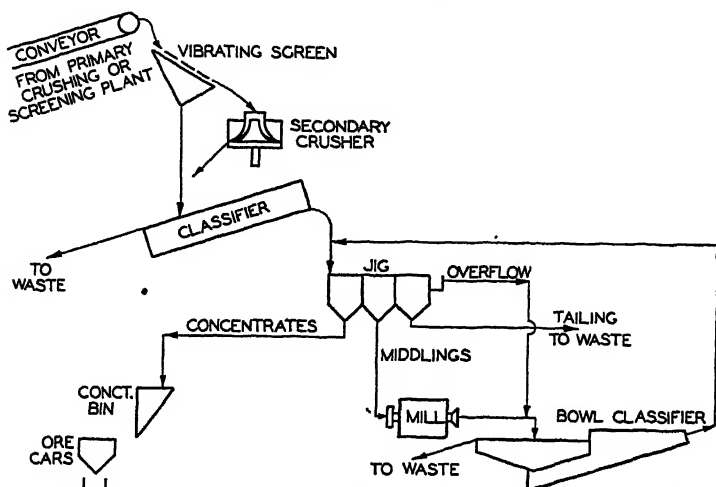 CONVEYOR
FROM PRIMARY
CRUSHING OR
SCREENING PLANT
VIBRATING SCREEN
SECONDARY
CRUSHER
CLASSIFIER
TO
WASTE
JIG
OVERFLOW
CONCENTRATES
TAILING
TO WASTE
MIDDLINGS
CONCT.
BIN
MILL
BOWL CLASSIFIER
ORE
CARS
TO WASTE